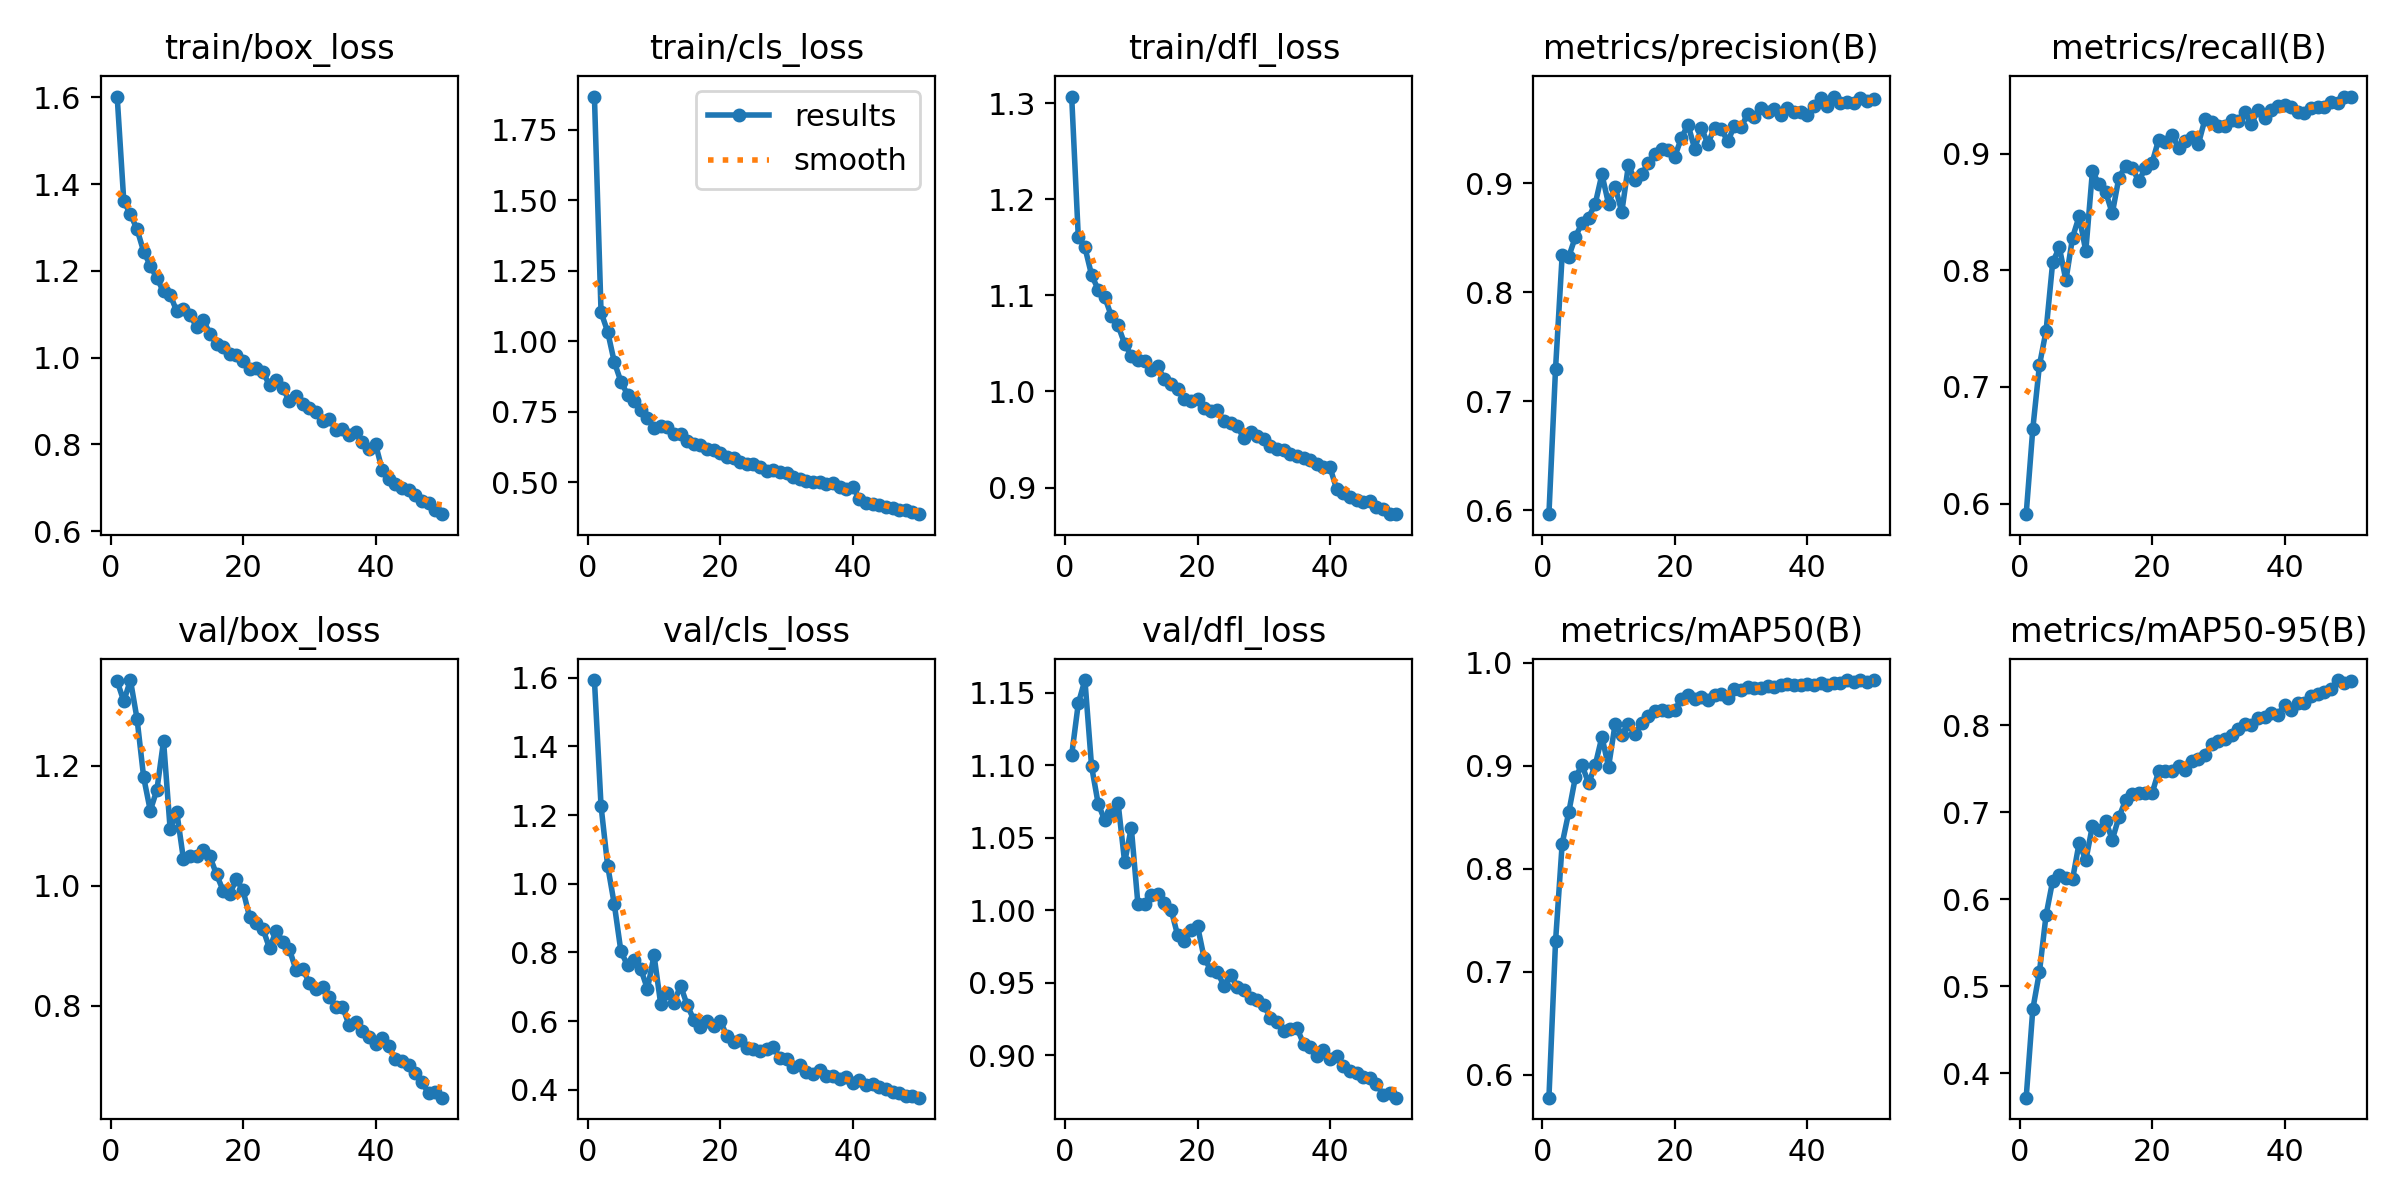 train/box_loss
1.6
1.4
1.2
1.0
0.8
0.6
0 20 40
train/cls_loss
results
smooth
1.75
1.50
1.25
1.00
0.75
0.50
0 20 40
train/dfl_loss
1.3
1.2
1.1
1.0
0.9
0 20 40
metrics/precision(B)
0.9
0.8
0.7
0.6
0 20 40
metrics/recall(B)
0.9
0.8
0.7
0.6
0 20 40
val/box_loss
1.2
1.0
0.8
0 20 40
val/cls_loss
1.6
1.4
1.2
1.0
0.8
0.6
0.4
0 20 40
val/dfl_loss
1.15
1.10
1.05
1.00
0.95
0.90
0 20 40
metrics/mAP50(B)
1.0
0.9
0.8
0.7
0.6
0 20 40
metrics/mAP50-95(B)
0.8
0.7
0.6
0.5
0.4
0 20 40